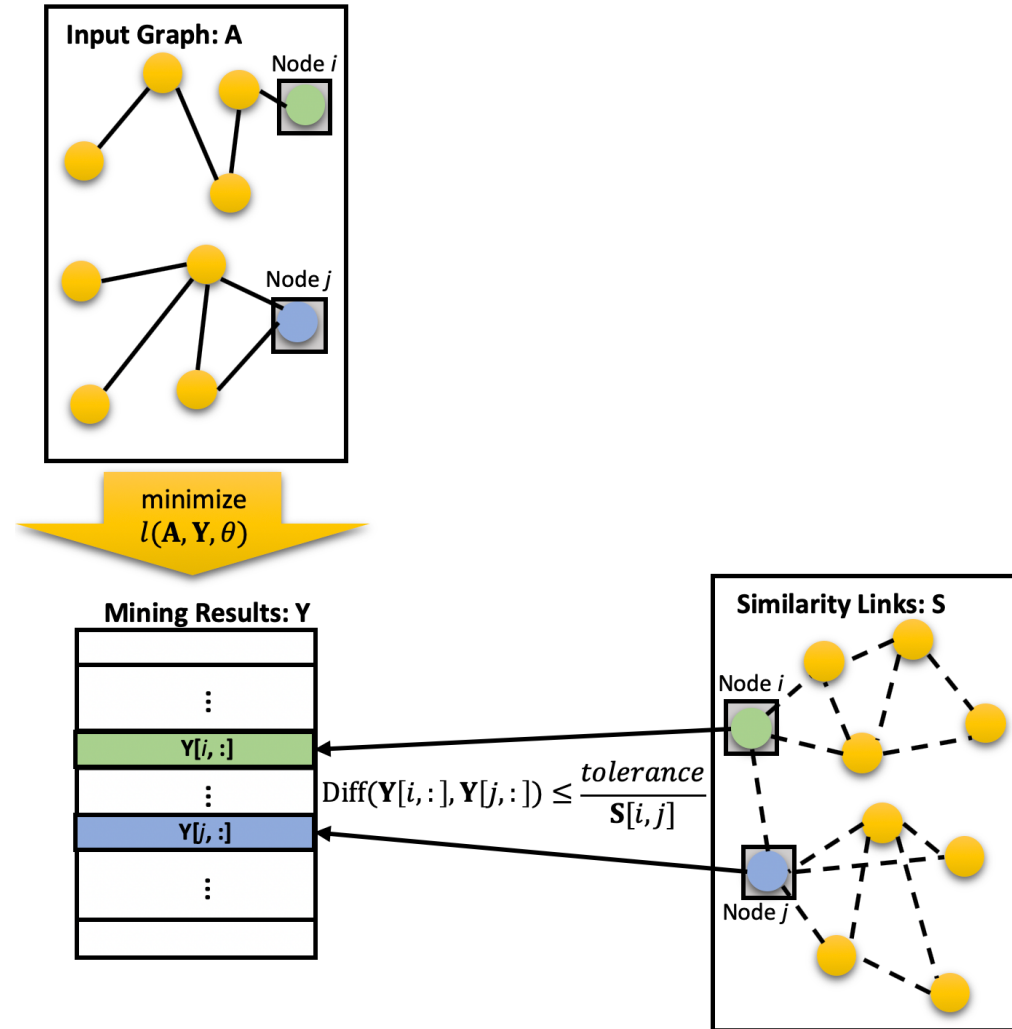 Input Graph: A
Node i
Node j
minimize
l(A, Y, θ)
Mining Results: Y
⋮
Y[i, :]
⋮
Y[j, :]
⋮
Diff(Y[i, :], Y[j, :]) ≤ tolerance / S[i, j]
Similarity Links: S
Node i
Node j